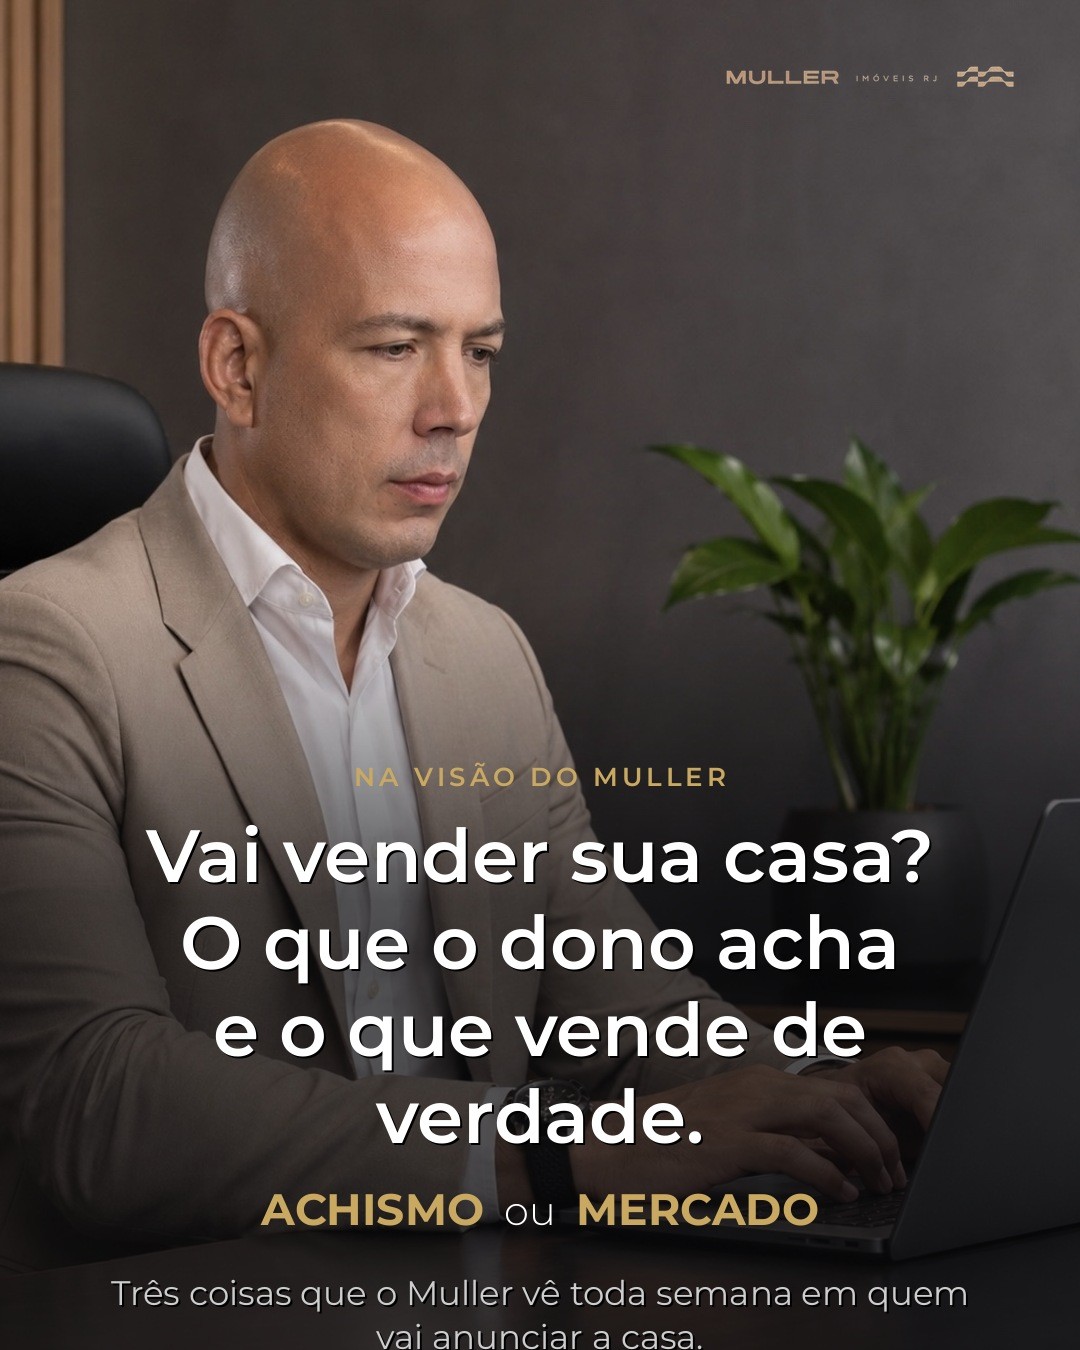 MULLER IMÓVEIS RJ
NA VISÃO DO MULLER
Vai vender sua casa?
O que o dono acha
e o que vende de
verdade.
ACHISMO ou MERCADO
Três coisas que o Muller vê toda semana em quem
vai anunciar a casa.